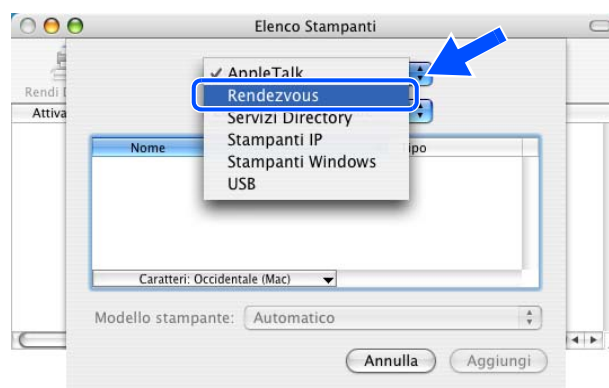 Elenco Stampanti
✓ AppleTalk
Rendi
Rendezvous
Attiva
Servizi Directory
Stampanti IP
Nome
Tipo
Stampanti Windows
USB
Caratteri: Occidentale (Mac)
Modello stampante: Automatico
Annulla Aggiungi